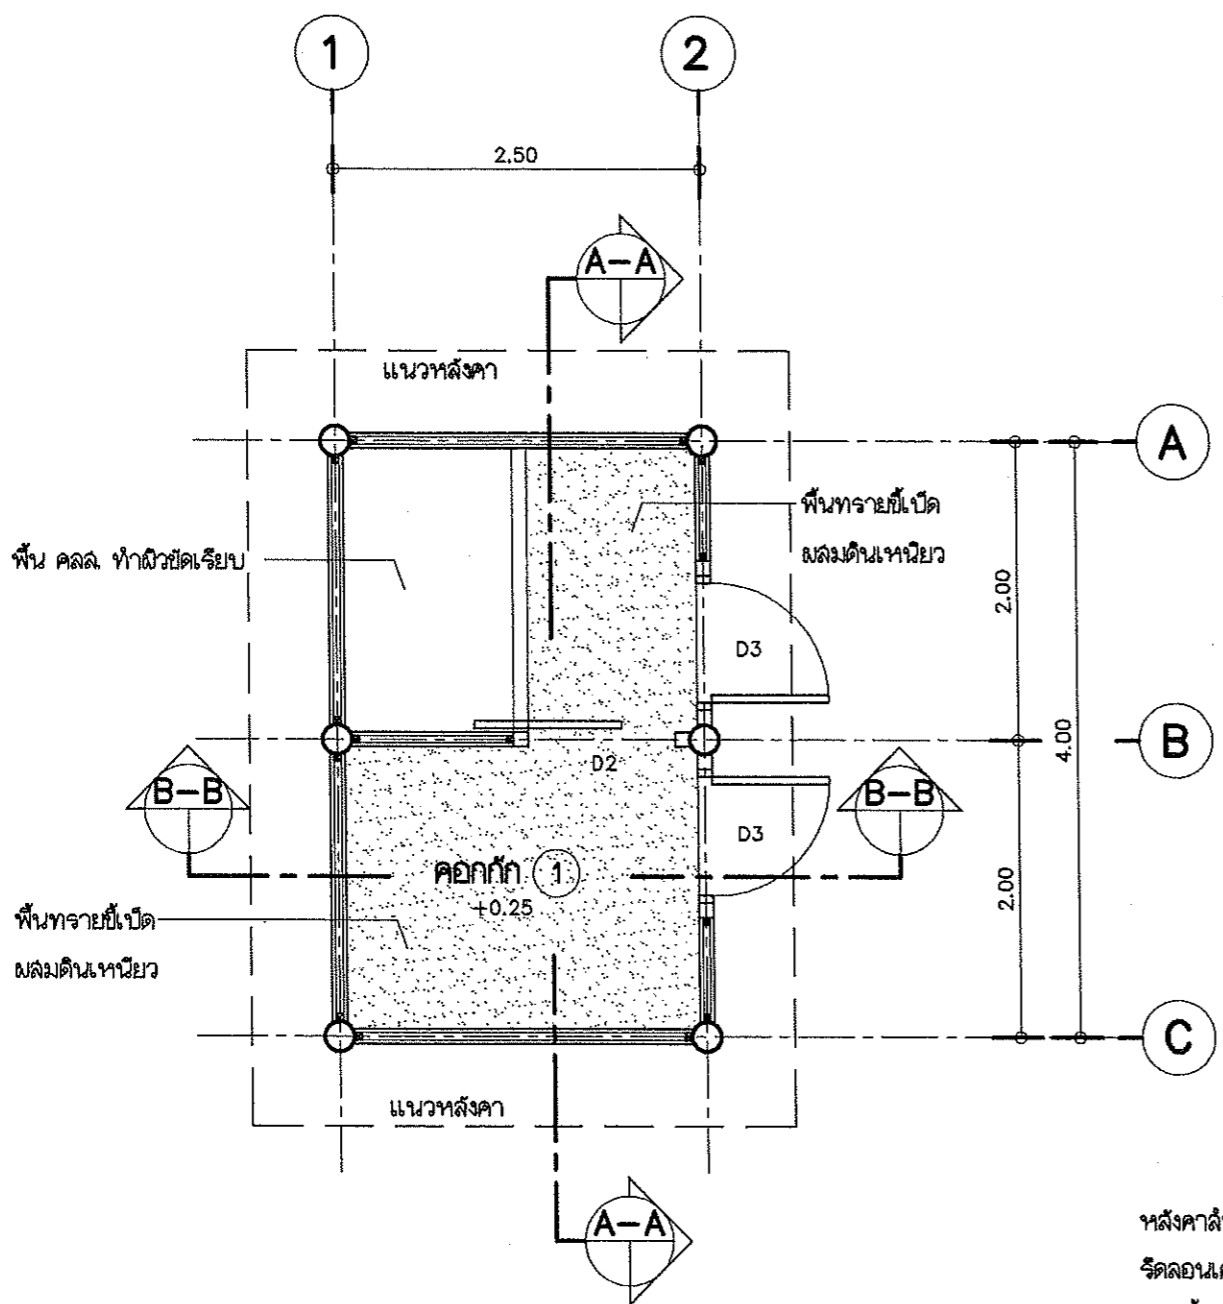 1
2
2.50
A-A
แนวหลังคา
A
พื้นทรายขี้เป็ด
ผสมดินเหนียว
พื้น คสล. ทำผิวขัดเรียบ
2.00
D3
4.00
B
D2
B-B
B-B
D3
คอกกัก 1
+0.25
2.00
พื้นทรายขี้เป็ด
ผสมดินเหนียว
C
แนวหลังคา
A-A